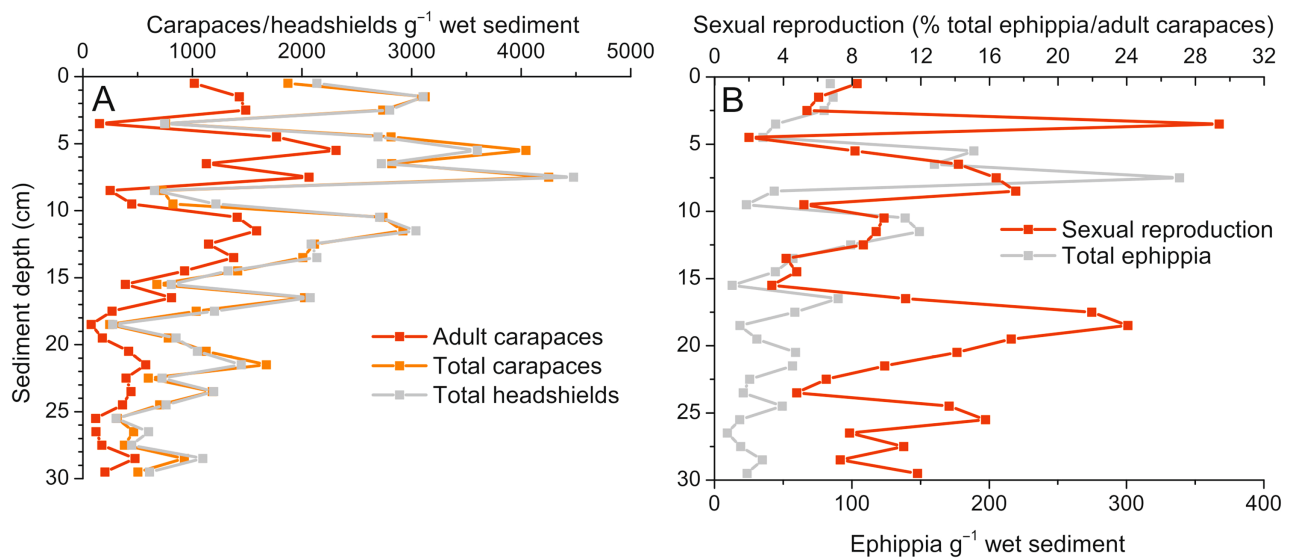 Carapaces/headshields g⁻¹ wet sediment
0 1000 2000 3000 4000 5000
A
0
5
10
15
20
25
30
Sediment depth (cm)
Adult carapaces
Total carapaces
Total headshields
Sexual reproduction (% total ephippia/adult carapaces)
0 4 8 12 16 20 24 28 32
B
0
5
10
15
20
25
30
Sexual reproduction
Total ephippia
0 100 200 300 400
Ephippia g⁻¹ wet sediment